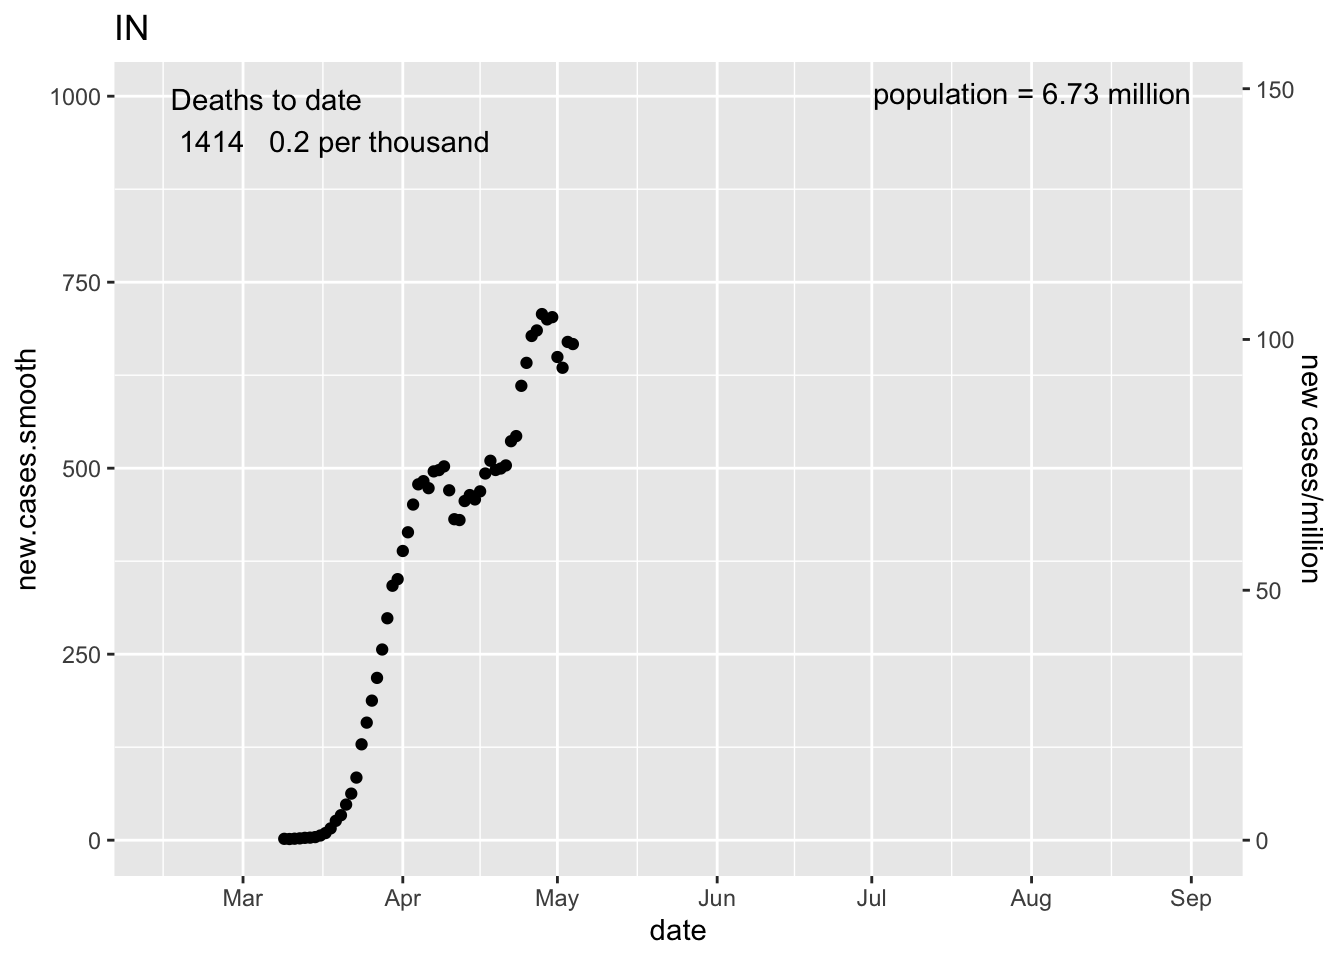 IN
Deaths to date
1414 0.2 per thousand
population = 6.73 million
new.cases.smooth
1000
750
500
250
0
150
100
50
0
new cases/million
Mar Apr May Jun Jul Aug Sep
date